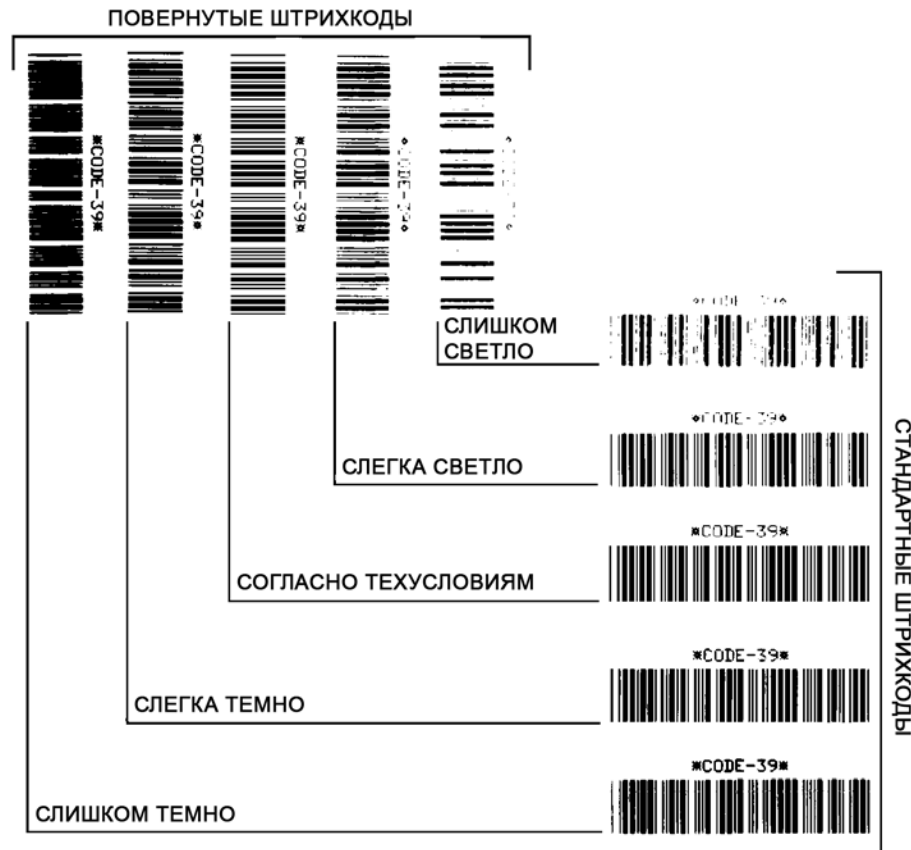 ПОВЕРНУТЫЕ ШТРИХКОДЫ
*CODE-39*
*CODE-39*
*CODE-39*
СЛИШКОМ
СВЕТЛО
СЛЕГКА СВЕТЛО
СОГЛАСНО ТЕХУСЛОВИЯМ
*CODE-39*
СЛЕГКА ТЕМНО
*CODE-39*
СЛИШКОМ ТЕМНО
*CODE-39*
СТАНДАРТНЫЕ ШТРИХКОДЫ